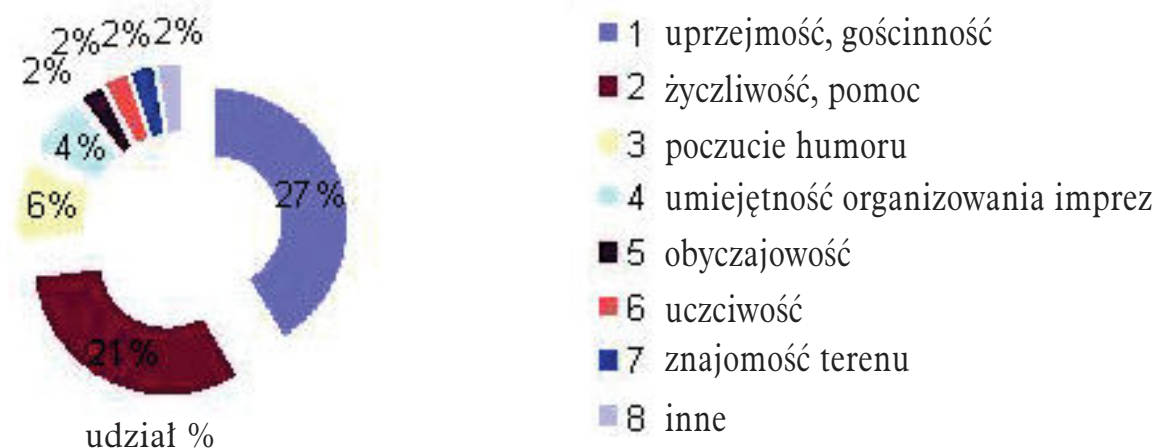 2%2%2%
2%
4%
27%
6%
21%
udział %
1 uprzejmość, gościnność
2 życzliwość, pomoc
3 poczucie humoru
4 umiejętność organizowania imprez
5 obyczajowość
6 uczciwość
7 znajomość terenu
8 inne